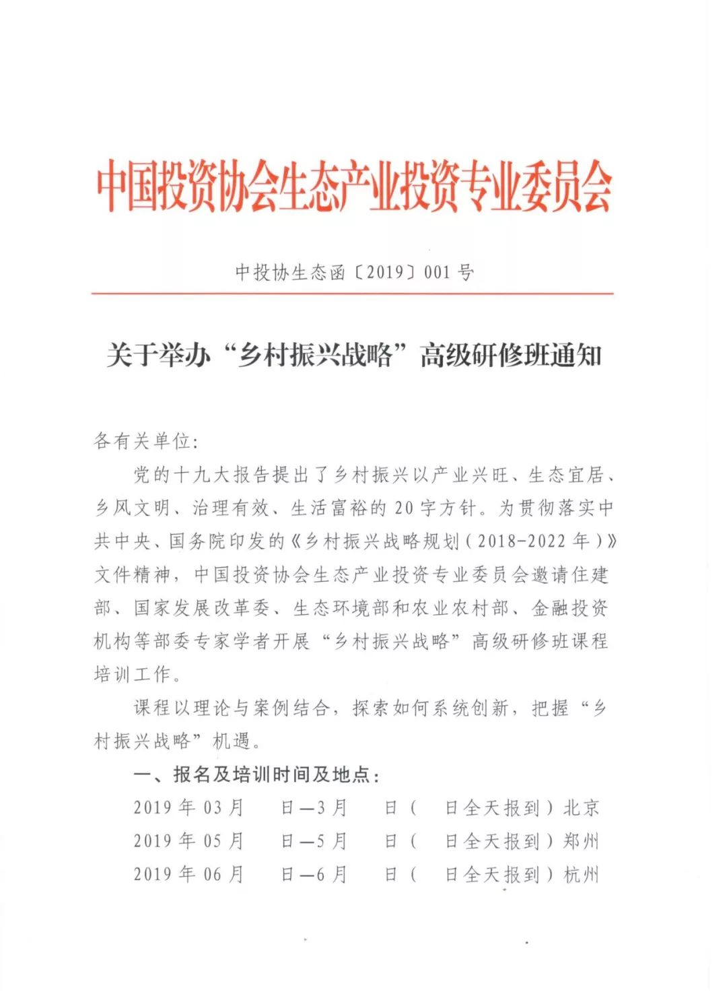 中国投资协会生态产业投资专业委员会
中投协生态函〔2019〕001 号
关于举办“乡村振兴战略”高级研修班通知
各有关单位:
党的十九大报告提出了乡村振兴以产业兴旺、生态宜居、
乡风文明、治理有效、生活富裕的 20 字方针。为贯彻落实中
共中央、国务院印发的《乡村振兴战略规划(2018-2022 年)》
文件精神,中国投资协会生态产业投资专业委员会邀请住建
部、国家发展改革委、生态环境部和农业农村部、金融投资
机构等部委专家学者开展“乡村振兴战略”高级研修班课程
培训工作。
课程以理论与案例结合,探索如何系统创新,把握“乡
村振兴战略”机遇。
一、报名及培训时间及地点:
2019 年 03 月 日—3 月 日( 日全天报到)北京
2019 年 05 月 日—5 月 日( 日全天报到)郑州
2019 年 06 月 日—6 月 日( 日全天报到)杭州